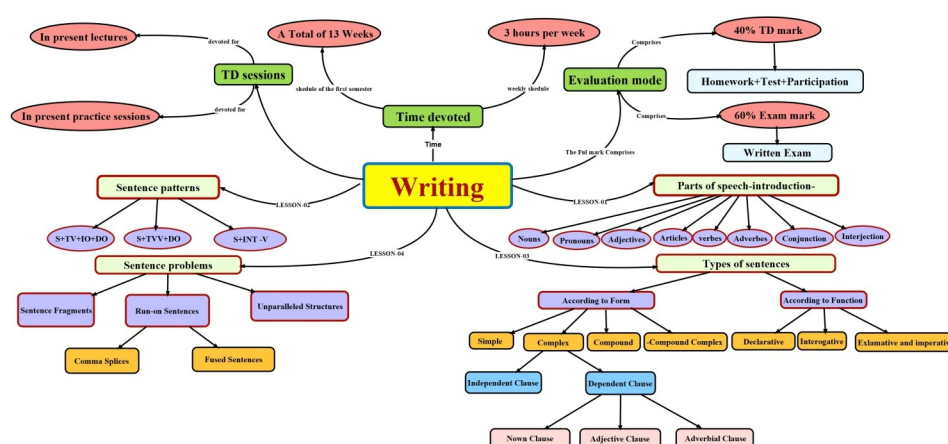 In present lectures
devoted for
TD sessions
devoted for
In present practice sessions
A Total of 13 Weeks
shedule of the first semester
3 hours per week
weekly shedule
Time devoted
Time
Evaluation mode
The Ful mark Comprises
Comprises
40% TD mark
Homework+Test+Participation
Comprises
60% Exam mark
Written Exam
Writing
LESSON-02
Sentence patterns
S+TV+IO+DO
S+TVV+DO
S+INT -V
LESSON-04
Sentence problems
Sentence Fragments
Run-on Sentences
Unparalleled Structures
Comma Splices
Fused Sentences
LESSON-01
Parts of speech-introduction-
Nouns
Pronouns
Adjectives
Articles
verbes
Adverbes
Conjunction
Interjection
LESSON-03
Types of sentences
According to Form
According to Function
Simple
Complex
Compound
-Compound Complex
Declarative
Interogative
Exlamative and imperative
Independent Clause
Dependent Clause
Nown Clause
Adjective Clause
Adverbial Clause